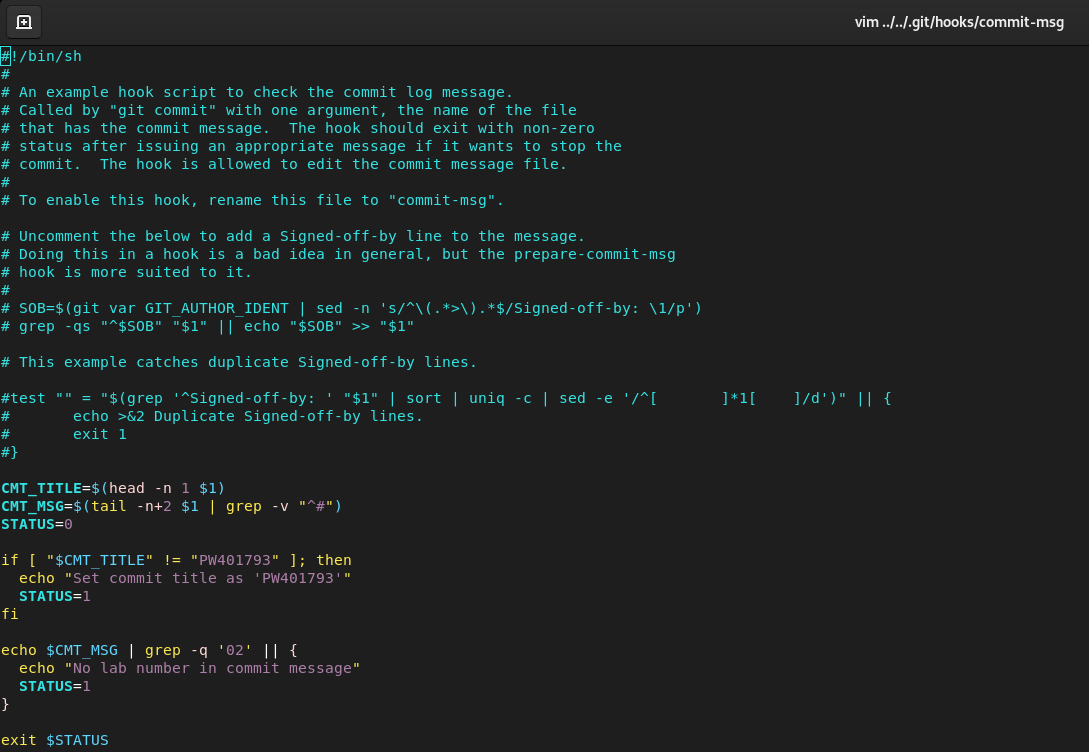 vim ../../.git/hooks/commit-msg
#!/bin/sh
#
# An example hook script to check the commit log message.
# Called by "git commit" with one argument, the name of the file
# that has the commit message.  The hook should exit with non-zero
# status after issuing an appropriate message if it wants to stop the
# commit.  The hook is allowed to edit the commit message file.
#
# To enable this hook, rename this file to "commit-msg".

# Uncomment the below to add a Signed-off-by line to the message.
# Doing this in a hook is a bad idea in general, but the prepare-commit-msg
# hook is more suited to it.
#
# SOB=$(git var GIT_AUTHOR_IDENT | sed -n 's/^\(.*>\).*$/Signed-off-by: \1/p')
# grep -qs "^$SOB" "$1" || echo "$SOB" >> "$1"

# This example catches duplicate Signed-off-by lines.

#test "" = "$(grep '^Signed-off-by: ' "$1" | sort | uniq -c | sed -e '/^[       ]*1[    ]/d')" || {
#       echo >&2 Duplicate Signed-off-by lines.
#       exit 1
#}

CMT_TITLE=$(head -n 1 $1)
CMT_MSG=$(tail -n+2 $1 | grep -v "^#")
STATUS=0

if [ "$CMT_TITLE" != "PW401793" ]; then
  echo "Set commit title as 'PW401793'"
  STATUS=1
fi

echo $CMT_MSG | grep -q '02' || {
  echo "No lab number in commit message"
  STATUS=1
}

exit $STATUS